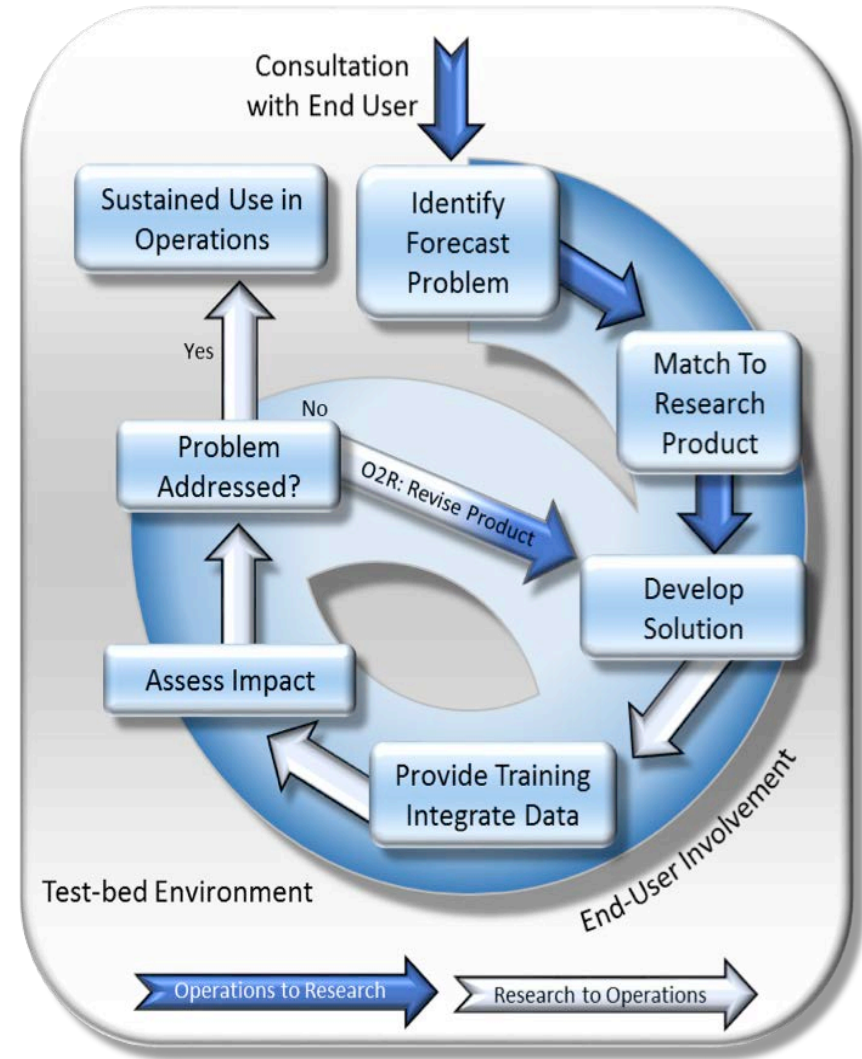 Consultation
with End User
Sustained Use in
Operations
Identify
Forecast
Problem
Match To
Research
Product
Yes
No
Problem
Addressed?
O2R: Revise Product
Develop
Solution
Assess Impact
Provide Training
Integrate Data
Test-bed Environment
End-User Involvement
Operations to Research
Research to Operations